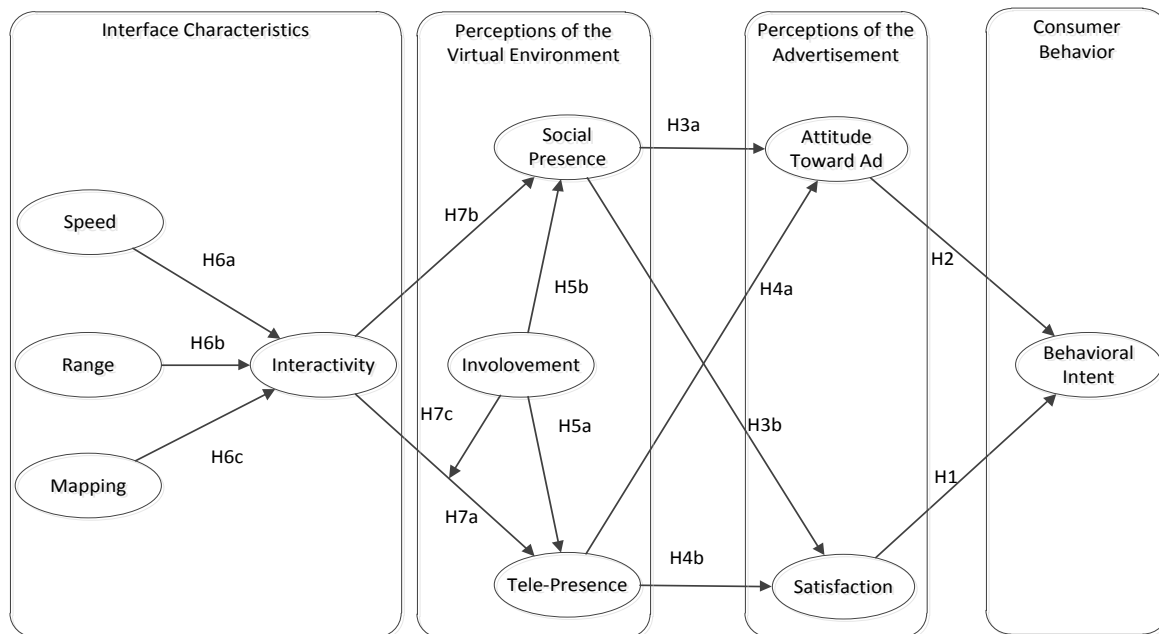 Interface Characteristics
Perceptions of the
Virtual Environment
Perceptions of the
Advertisement
Consumer
Behavior
Speed
Range
Mapping
H6a
H6b
H6c
Interactivity
H7b
H7c
H7a
Social
Presence
H5b
Involovement
H5a
Tele-Presence
H3a
H4a
H3b
H4b
Attitude
Toward Ad
Satisfaction
H2
H1
Behavioral
Intent